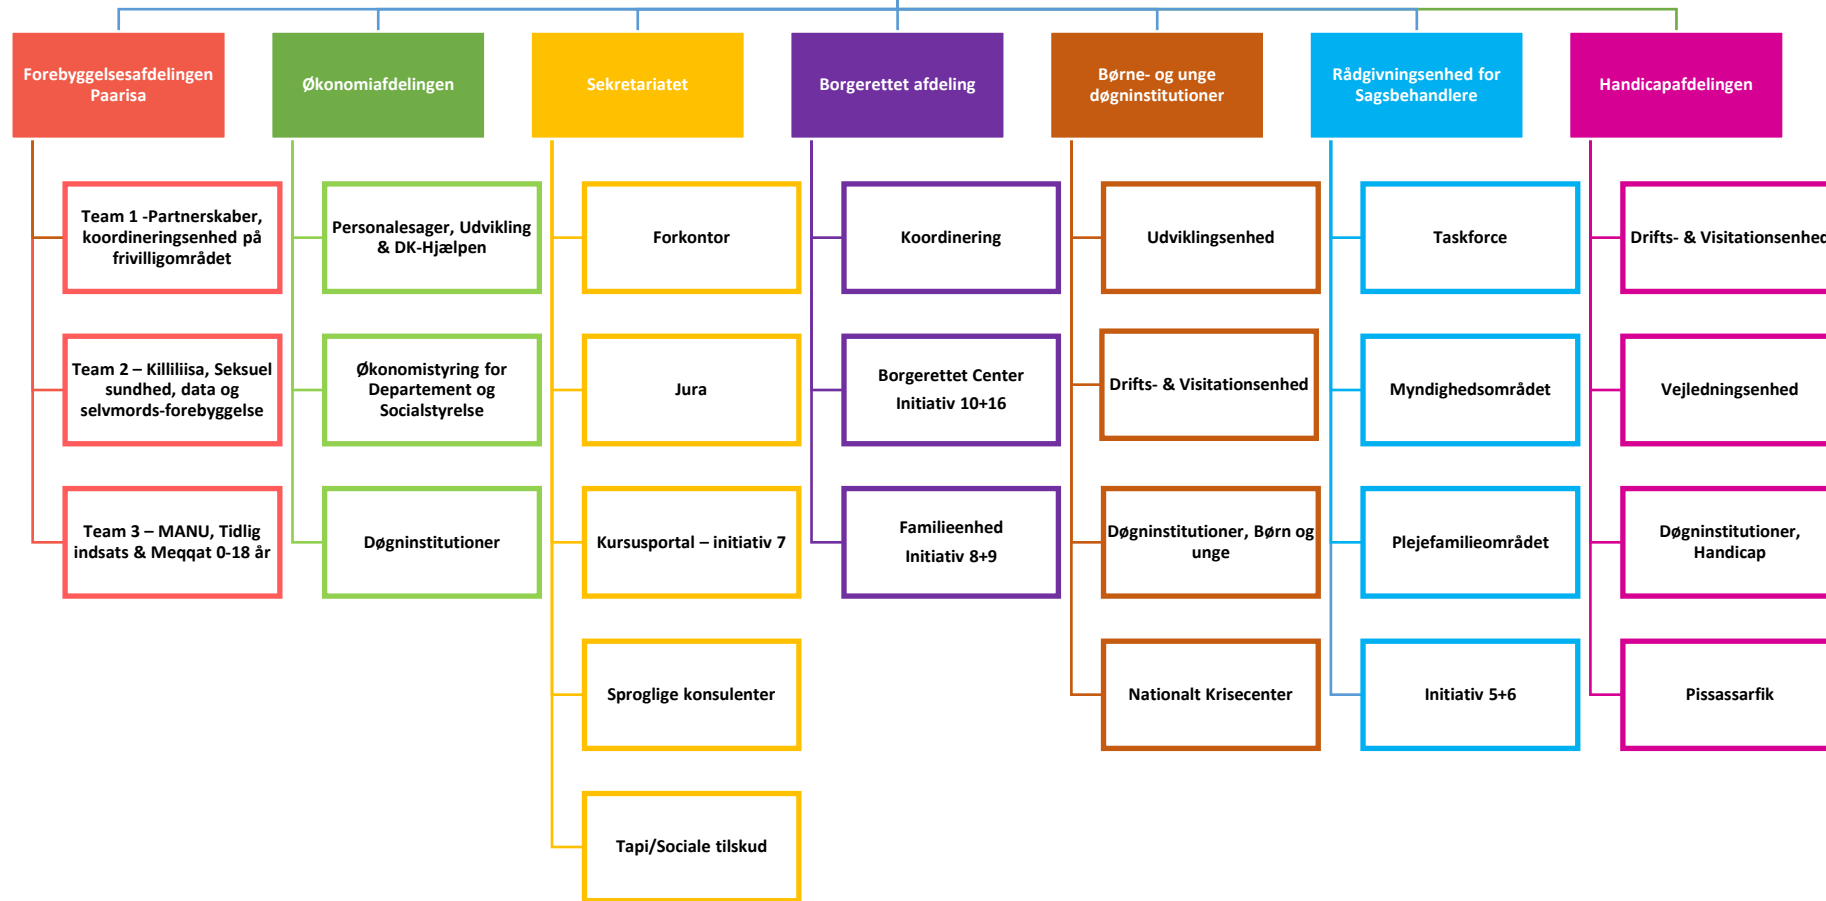 Forebyggelsesafdelingen
Paarisa
Team 1 -Partnerskaber,
koordineringsenhed på
frivilligområdet
Team 2 – Killiliisa, Seksuel
sundhed, data og
selvmords-forebyggelse
Team 3 – MANU, Tidlig
indsats & Meqqat 0-18 år
Økonomiafdelingen
Personalesager, Udvikling
& DK-Hjælpen
Økonomistyring for
Departement og
Socialstyrelse
Døgninstitutioner
Sekretariatet
Forkontor
Jura
Kursusportal – initiativ 7
Sproglige konsulenter
Tapi/Sociale tilskud
Borgerettet afdeling
Koordinering
Borgerettet Center
Initiativ 10+16
Familieenhed
Initiativ 8+9
Børne- og unge
døgninstitutioner
Udviklingsenhed
Drifts- & Visitationsenhed
Døgninstitutioner, Børn og
unge
Nationalt Krisecenter
Rådgivningsenhed for
Sagsbehandlere
Taskforce
Myndighedsområdet
Plejefamilieområdet
Initiativ 5+6
Handicapafdelingen
Drifts- & Visitationsenhed
Vejledningsenhed
Døgninstitutioner,
Handicap
Pissassarfik